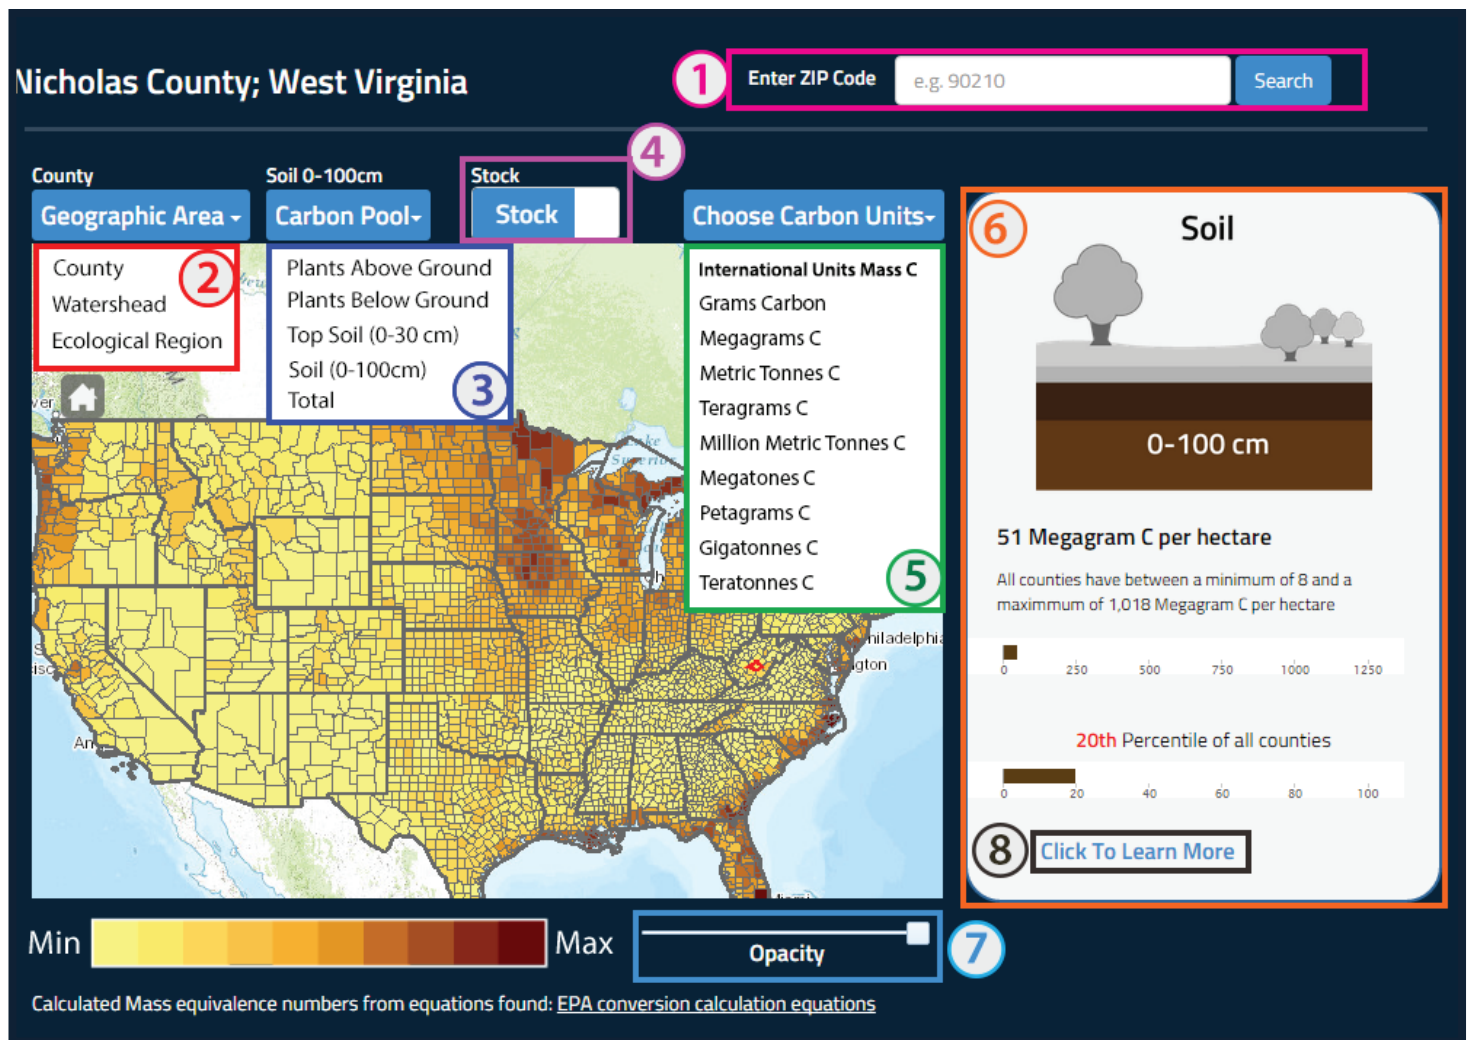 Nicholas County; West Virginia
1
Enter ZIP Code
e.g. 90210
Search
4
County
Soil 0-100cm
Stock
Geographic Area
Carbon Pool
Stock
Choose Carbon Units
2
County
Watershead
Ecological Region
3
Plants Above Ground
Plants Below Ground
Top Soil (0-30 cm)
Soil (0-100cm)
Total
5
International Units Mass C
Grams Carbon
Megagrams C
Metric Tonnes C
Teragrams C
Million Metric Tonnes C
Megatones C
Petagrams C
Gigatonnes C
Teratonnes C
Lake
Superior
niladelphia
gton
An
6
Soil
0-100 cm
51 Megagram C per hectare
All counties have between a minimum of 8 and a
maximmum of 1,018 Megagram C per hectare
0 250 500 750 1000 1250
20th Percentile of all counties
0 20 40 60 80 100
8
Click To Learn More
Min
Max
Opacity
7
Calculated Mass equivalence numbers from equations found: EPA conversion calculation equations